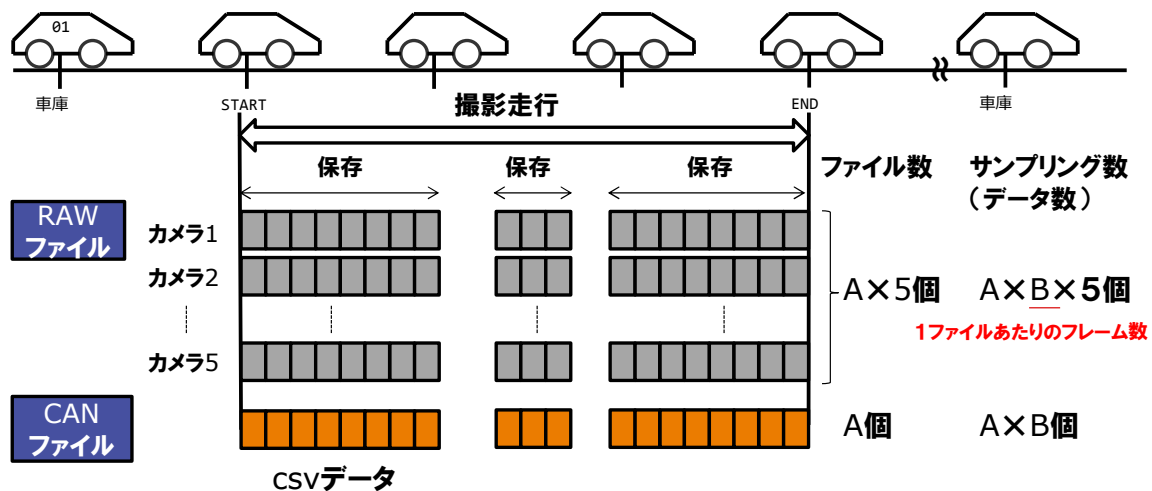 01
車庫
START
撮影走行
END
車庫
保存
保存
保存
ファイル数
サンプリング数
(データ数)
RAW
ファイル
カメラ1
カメラ2
カメラ5
A×5個
A×B×5個
1ファイルあたりのフレーム数
CAN
ファイル
A個
A×B個
CSVデータ